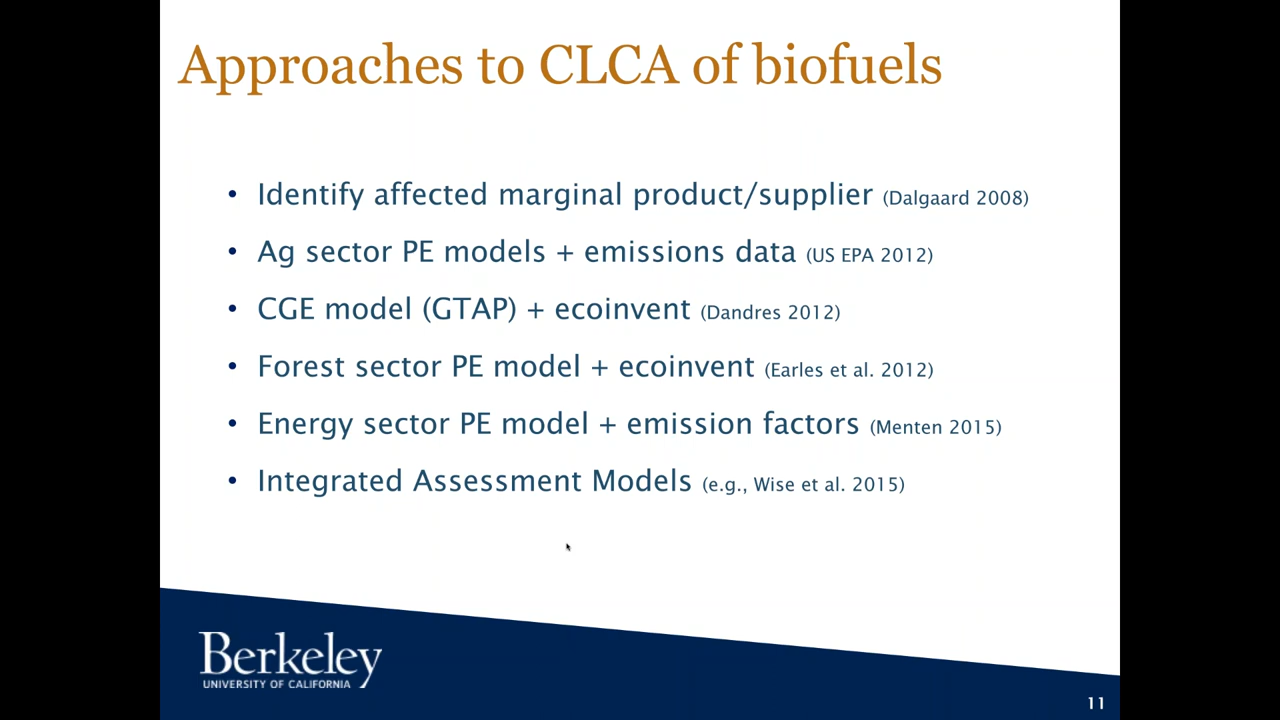 Approaches to CLCA of biofuels
• Identify affected marginal product/supplier (Dalgaard 2008)
• Ag sector PE models + emissions data (US EPA 2012)
• CGE model (GTAP) + ecoinvent (Dandres 2012)
• Forest sector PE model + ecoinvent (Earles et al. 2012)
• Energy sector PE model + emission factors (Menten 2015)
• Integrated Assessment Models (e.g., Wise et al. 2015)
Berkeley
UNIVERSITY OF CALIFORNIA
11